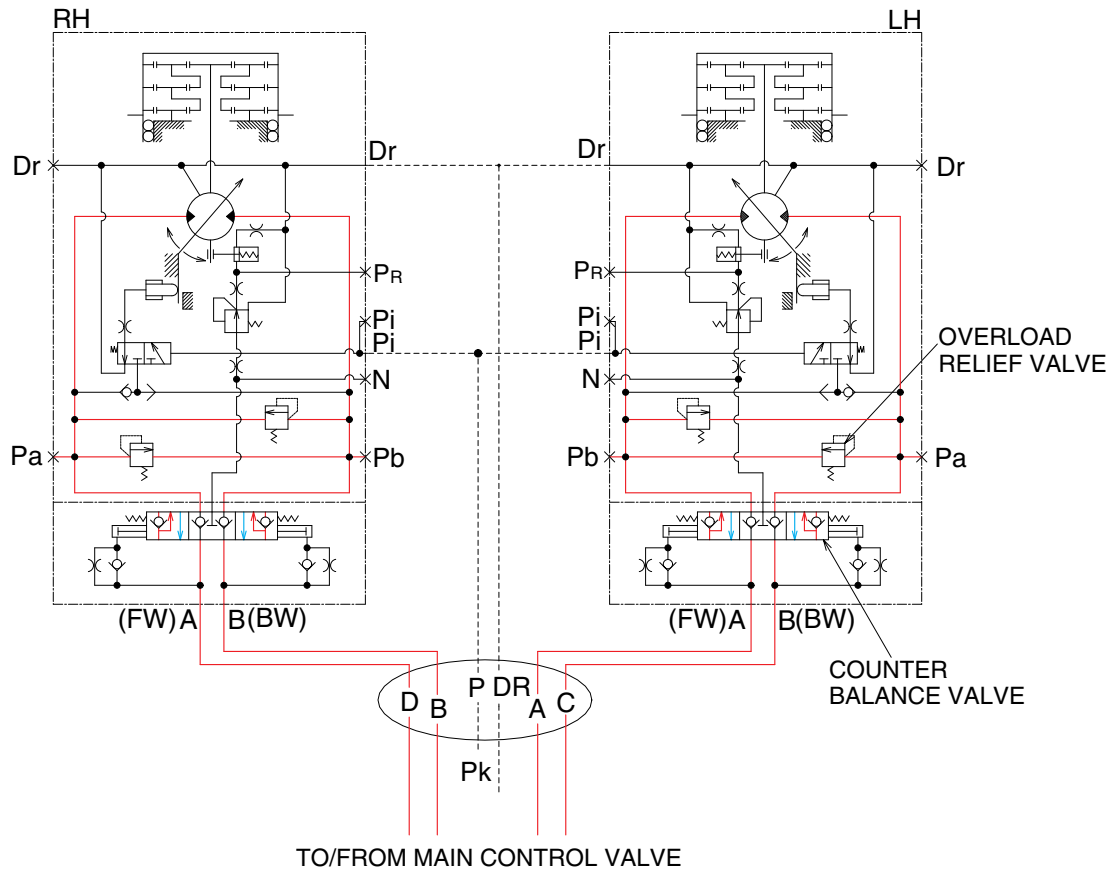 RH
LH
Dr
Dr
Dr
Dr
PR
PR
Pi
Pi
Pi
Pi
N
N
OVERLOAD
RELIEF VALVE
Pa
Pb
Pb
Pa
(FW) A
B (BW)
(FW) A
B (BW)
COUNTER
BALANCE VALVE
D
B
P
DR
A
C
Pk
TO/FROM MAIN CONTROL VALVE